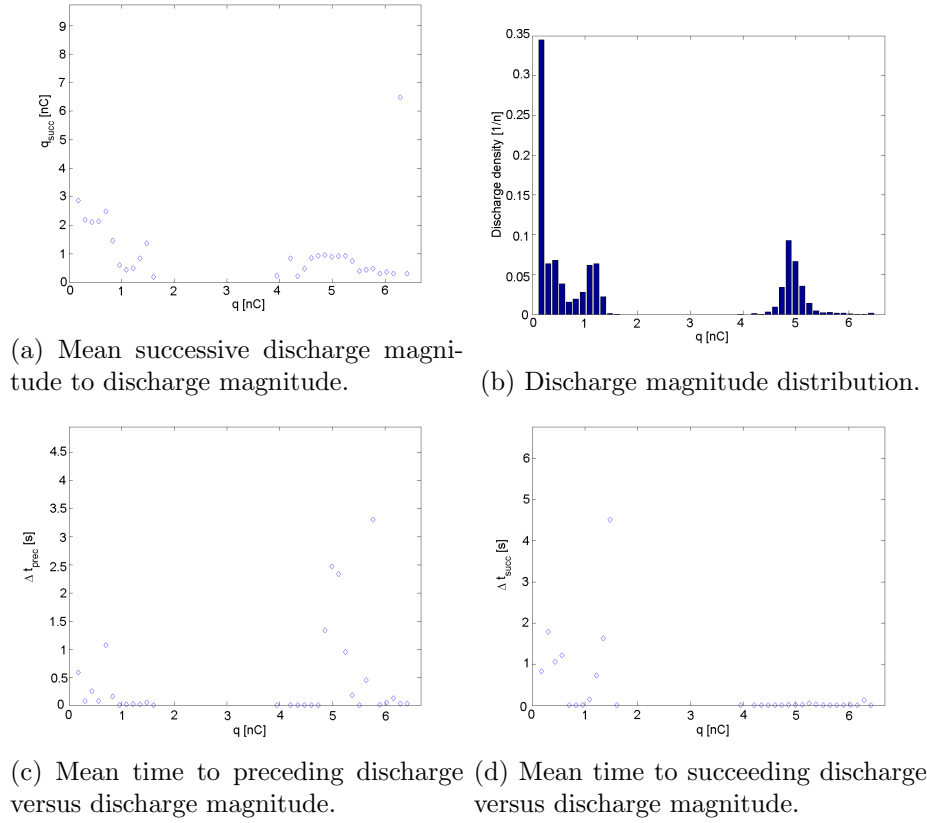 9
8
7
6
5
4
3
2
1
0
q_succ [nC]
0 1 2 3 4 5 6
q [nC]
(a) Mean successive discharge magni-
tude to discharge magnitude.
0.35
0.3
0.25
0.2
0.15
0.1
0.05
0
Discharge density [1/n]
0 1 2 3 4 5 6
q [nC]
(b) Discharge magnitude distribution.
4.5
4
3.5
3
2.5
2
1.5
1
0.5
0
Δ t_prec [s]
0 1 2 3 4 5 6
q [nC]
(c) Mean time to preceding discharge
versus discharge magnitude.
6
5
4
3
2
1
0
Δ t_succ [s]
0 1 2 3 4 5 6
q [nC]
(d) Mean time to succeeding discharge
versus discharge magnitude.